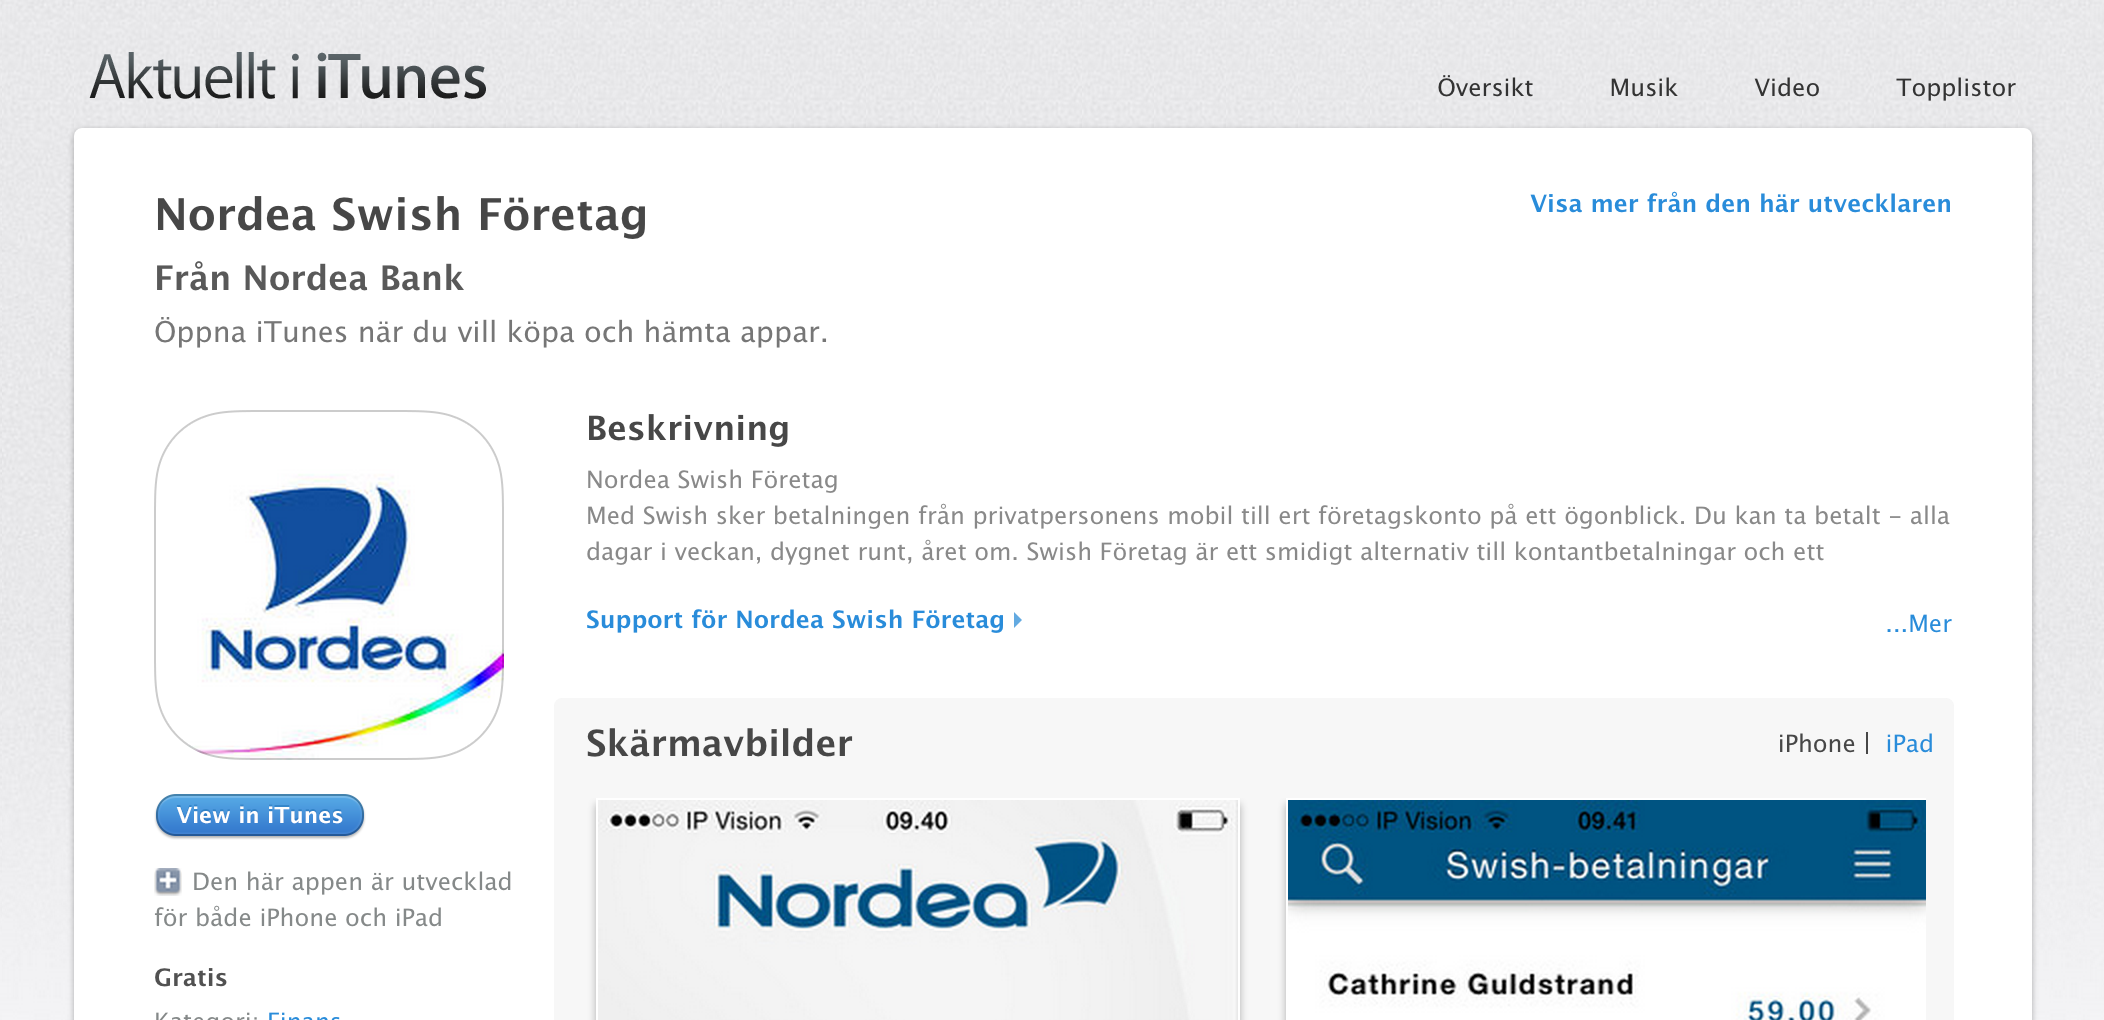 Aktuellt i iTunes
Översikt Musik Video Topplistor
Nordea Swish Företag
Visa mer från den här utvecklaren
Från Nordea Bank
Öppna iTunes när du vill köpa och hämta appar.
Nordea
View in iTunes
Den här appen är utvecklad
för både iPhone och iPad
Gratis
Kategori: Finans
Beskrivning
Nordea Swish Företag
Med Swish sker betalningen från privatpersonens mobil till ert företagskonto på ett ögonblick. Du kan ta betalt – alla
dagar i veckan, dygnet runt, året om. Swish Företag är ett smidigt alternativ till kontantbetalningar och ett
Support för Nordea Swish Företag
...Mer
Skärmavbilder
iPhone | iPad
IP Vision 09.40
Nordea
IP Vision 09.41
Swish-betalningar
Cathrine Guldstrand
59.00